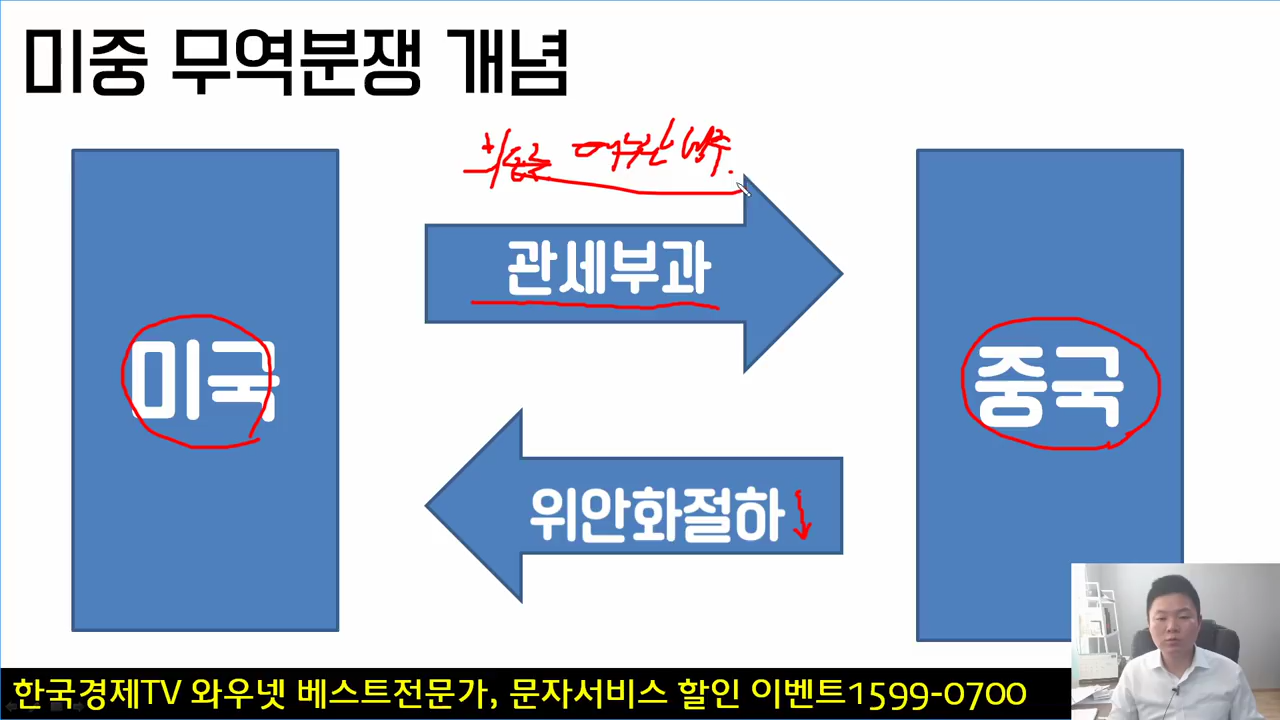 미중 무역분쟁 개념
관세부과
미국
중국
위안화절하
한국경제TV 와우넷 베스트전문가, 문자서비스 할인 이벤트1599-0700